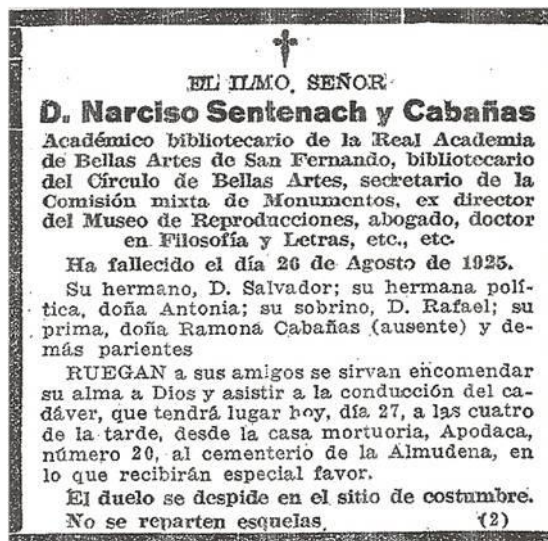 EL ILMO. SEÑOR
D. Narciso Sentenach y Cabañas
Académico bibliotecario de la Real Academia
de Bellas Artes de San Fernando, bibliotecario
del Círculo de Bellas Artes, secretario de la
Comisión mixta de Monumentos, ex director
del Museo de Reproducciones, abogado, doctor
en Filosofía y Letras, etc., etc.
Ha fallecido el día 26 de Agosto de 1925.
Su hermano, D. Salvador; su hermana polí-
tica, doña Antonia; su sobrino, D. Rafael; su
prima, doña Ramona Cabañas (ausente) y de-
más parientes
RUEGAN a sus amigos se sirvan encomendar
su alma a Dios y asistir a la conducción del ca-
dáver, que tendrá lugar hoy, día 27, a las cuatro
de la tarde, desde la casa mortuoria, Apodaca,
número 20, al cementerio de la Almudena, en
lo que recibirán especial favor.
El duelo se despide en el sitio de costumbre.
No se reparten esquelas. (2)